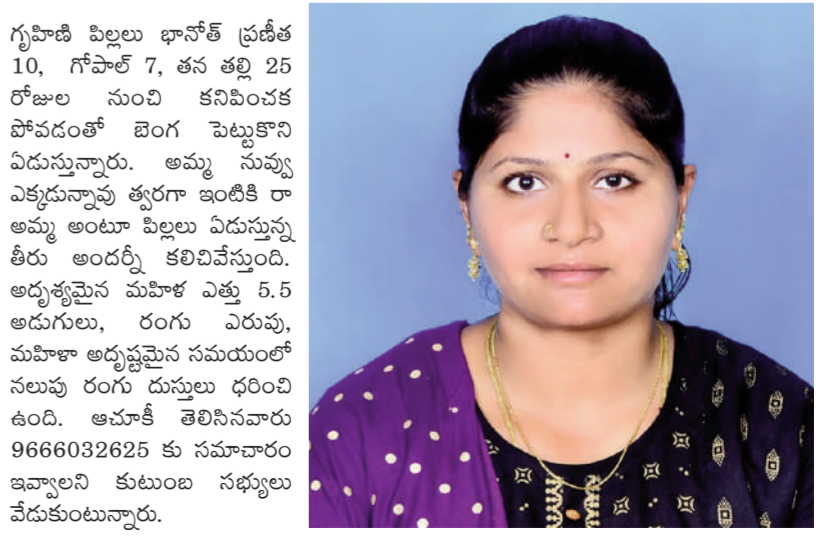 గృహిణి పిల్లలు భానోత్ ప్రణీత
10, గోపాల్ 7, తన తల్లి 25
రోజుల నుంచి కనిపించక
పోవడంతో బెంగ పెట్టుకొని
ఏడుస్తున్నారు. అమ్మ నువ్వు
ఎక్కడున్నావు త్వరగా ఇంటికి రా
అమ్మ అంటూ పిల్లలు ఏడుస్తున్న
తీరు అందర్నీ కలిచివేస్తుంది.
అదృశ్యమైన మహిళ ఎత్తు 5.5
అడుగులు, రంగు ఎరుపు,
మహిళా అదృష్టమైన సమయంలో
నలుపు రంగు దుస్తులు ధరించి
ఉంది. ఆచూకీ తెలిసినవారు
9666032625 కు సమాచారం
ఇవ్వాలని కుటుంబ సభ్యులు
వేడుకుంటున్నారు.